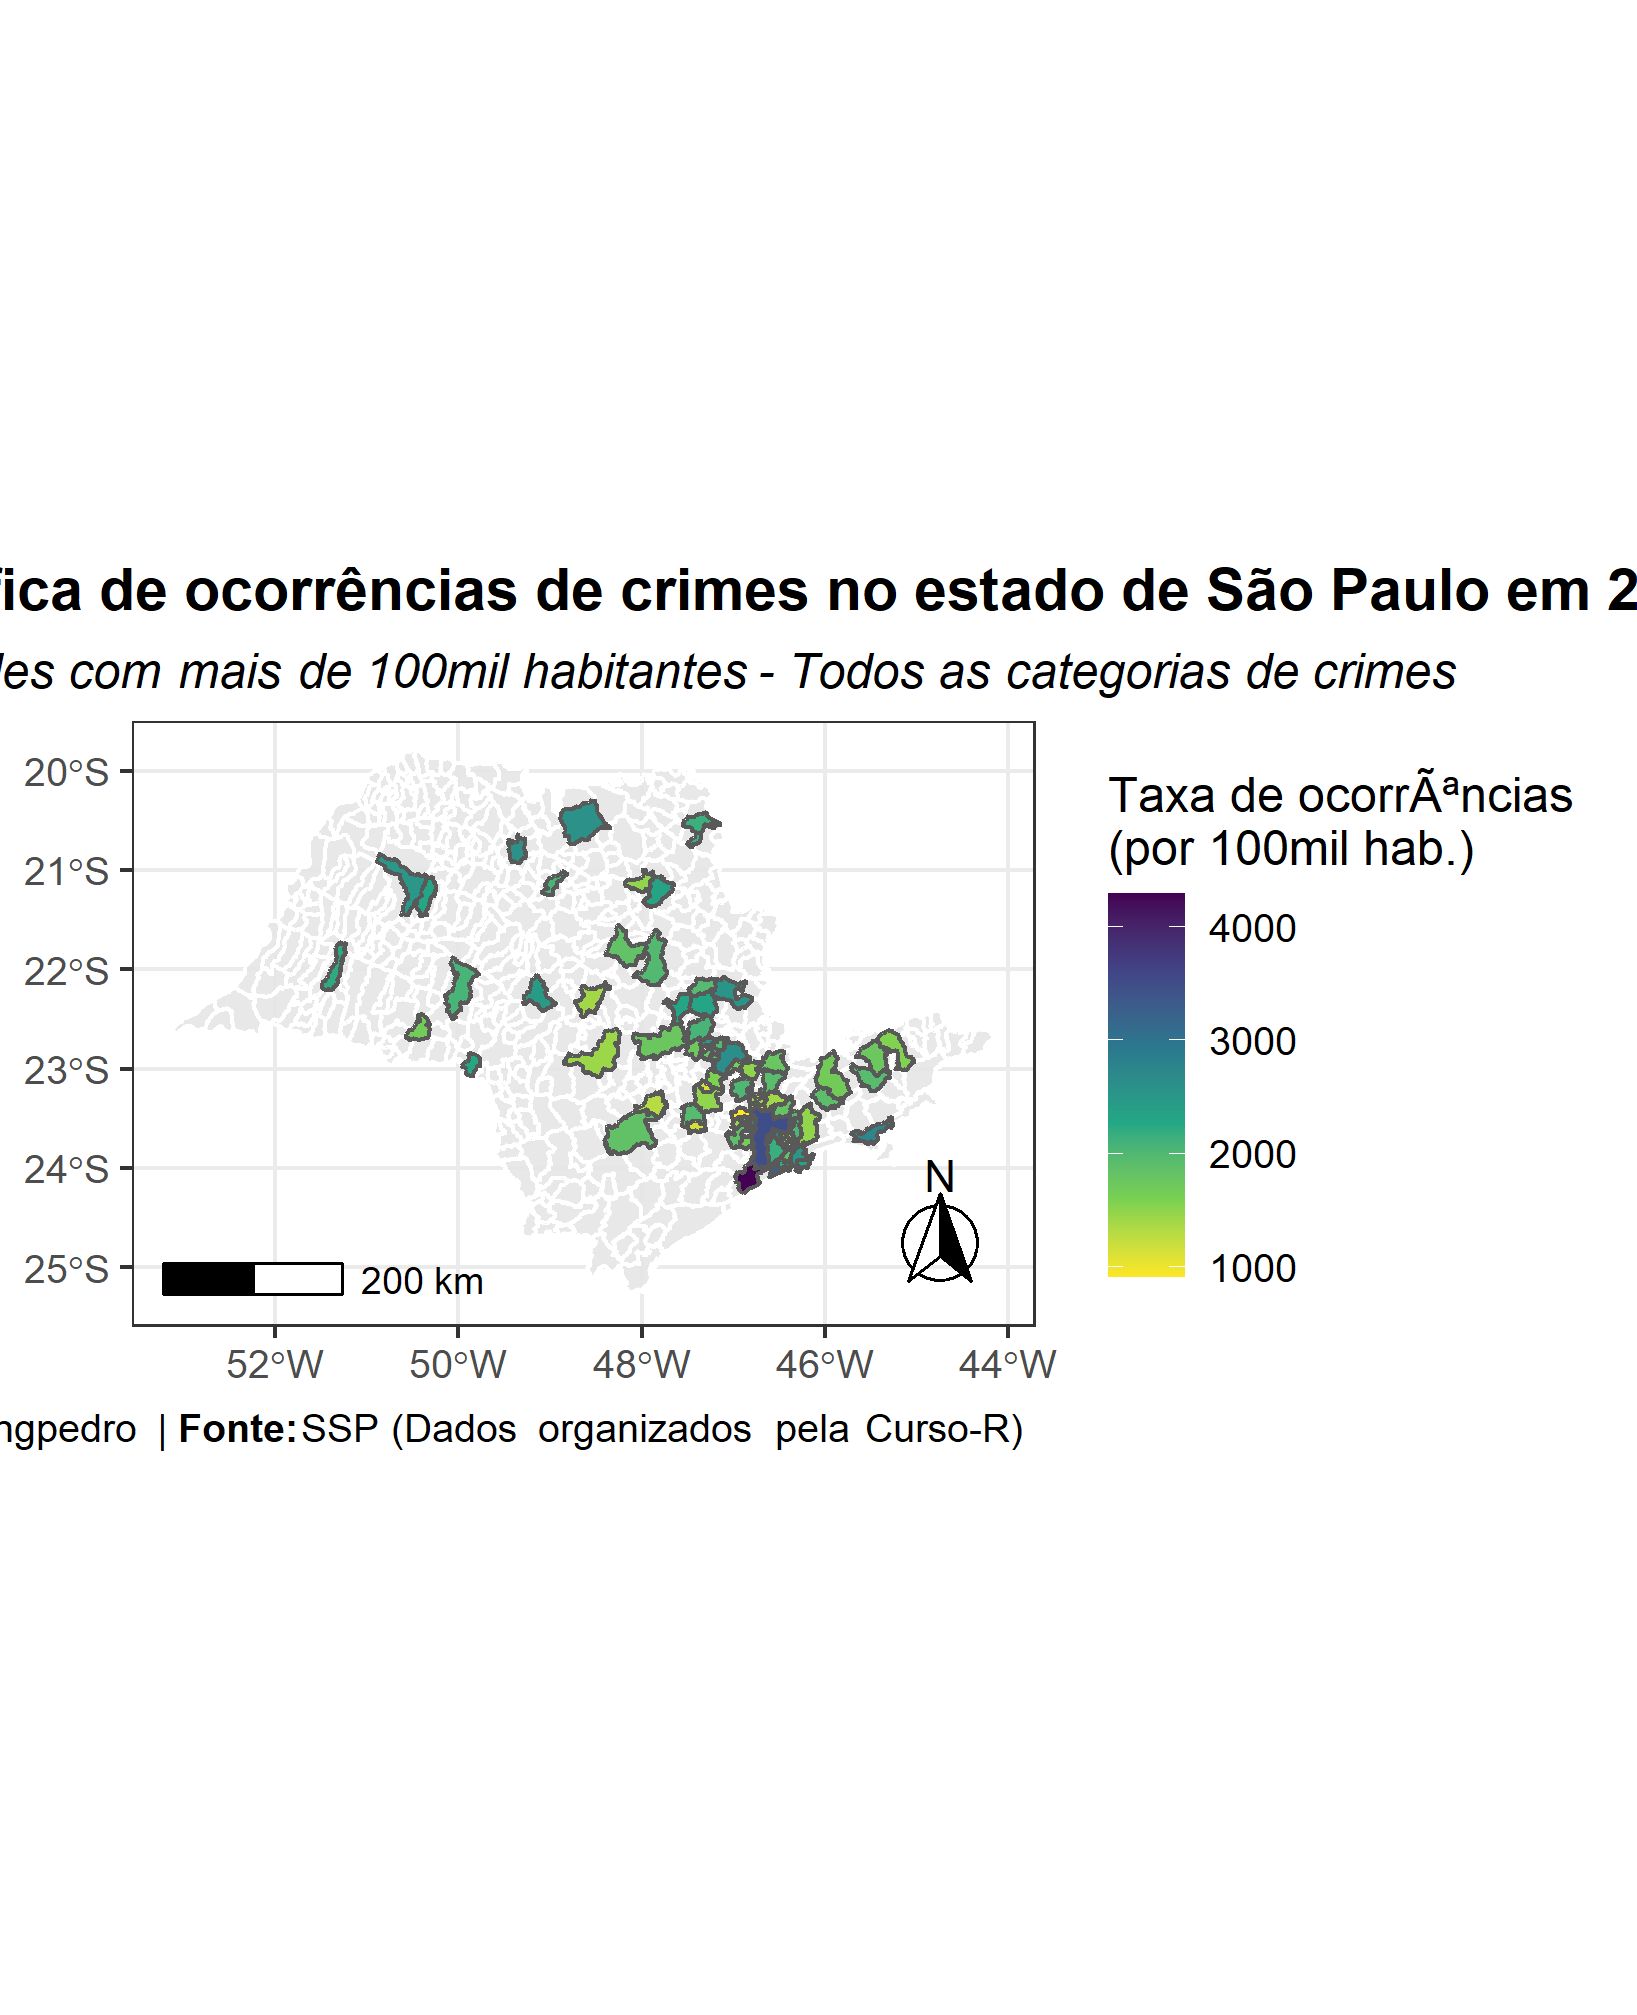 fica de ocorrências de crimes no estado de São Paulo em 2
des com mais de 100mil habitantes - Todos as categorias de crimes
20°S
21°S
22°S
23°S
24°S
25°S
N
200 km
52°W
50°W
48°W
46°W
44°W
Taxa de ocorrÃªncias
(por 100mil hab.)
4000
3000
2000
1000
ngpedro | Fonte: SSP (Dados organizados pela Curso-R)